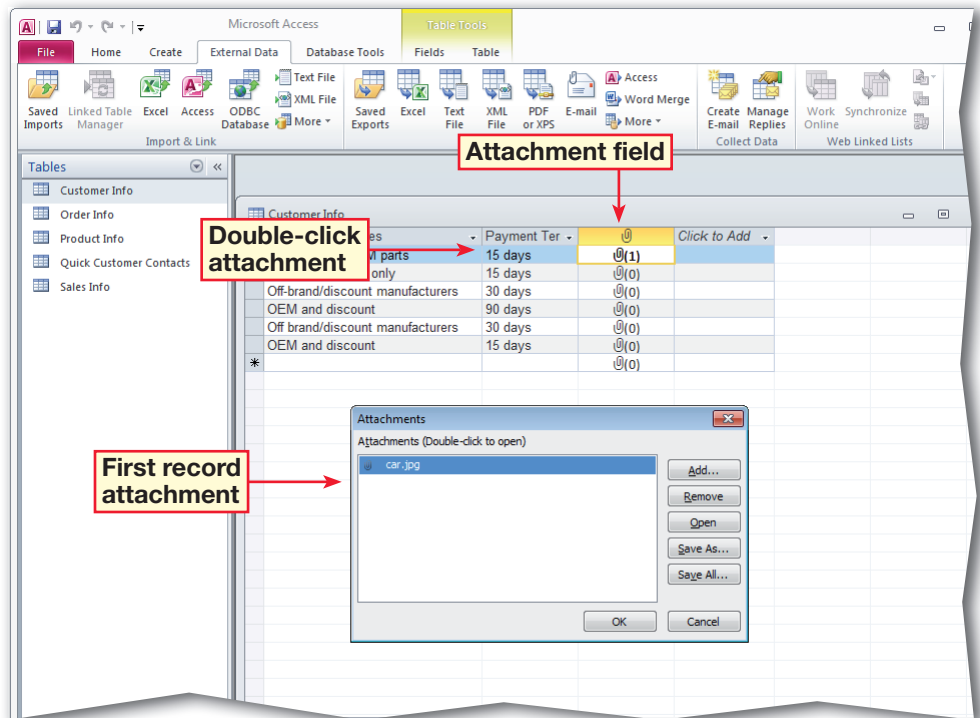 Microsoft Access
Table Tools
File Home Create External Data Database Tools Fields Table
Saved Imports
Linked Table Manager
Excel
Access
ODBC Database
Text File
XML File
More
Import & Link
Saved Exports
Excel
Text File
XML File
PDF or XPS
E-mail
Access
Word Merge
More
Create E-mail
Manage Replies
Collect Data
Work Online
Synchronize
Web Linked Lists
Attachment field
Tables
Customer Info
Order Info
Product Info
Quick Customer Contacts
Sales Info
Customer Info
Double-click
attachment
Payment Ter Click to Add
parts 15 days (1)
only 15 days (0)
Off-brand/discount manufacturers 30 days (0)
OEM and discount 90 days (0)
Off brand/discount manufacturers 30 days (0)
OEM and discount 15 days (0)
* (0)
Attachments
Attachments (Double-click to open)
car.jpg
First record
attachment
Add...
Remove
Open
Save As...
Save All...
OK Cancel